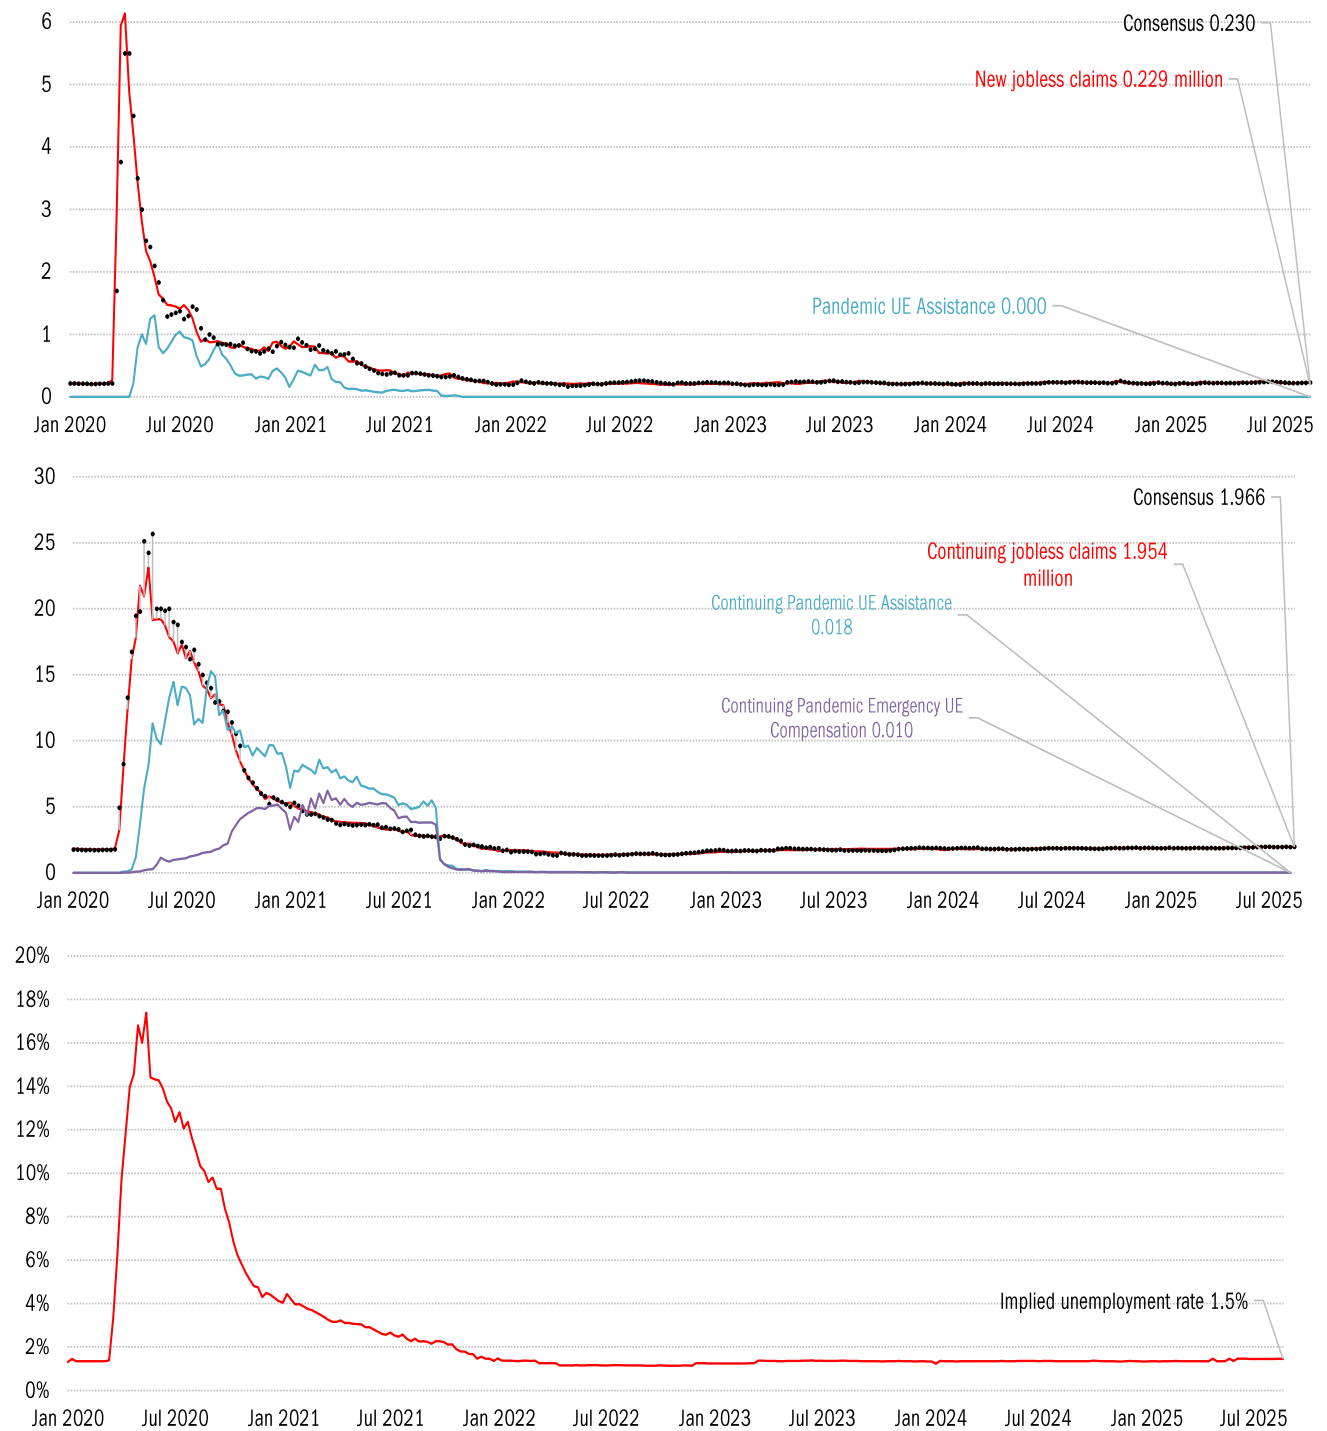 6
Consensus 0.230
5
New jobless claims 0.229 million
4
3
2
Pandemic UE Assistance 0.000
1
0
Jan 2020 Jul 2020 Jan 2021 Jul 2021 Jan 2022 Jul 2022 Jan 2023 Jul 2023 Jan 2024 Jul 2024 Jan 2025 Jul 2025
30
Consensus 1.966
25
Continuing jobless claims 1.954
million
20
Continuing Pandemic UE Assistance
0.018
15
Continuing Pandemic Emergency UE
Compensation 0.010
10
5
0
Jan 2020 Jul 2020 Jan 2021 Jul 2021 Jan 2022 Jul 2022 Jan 2023 Jul 2023 Jan 2024 Jul 2024 Jan 2025 Jul 2025
20%
18%
16%
14%
12%
10%
8%
6%
4%
Implied unemployment rate 1.5%
2%
0%
Jan 2020 Jul 2020 Jan 2021 Jul 2021 Jan 2022 Jul 2022 Jan 2023 Jul 2023 Jan 2024 Jul 2024 Jan 2025 Jul 2025